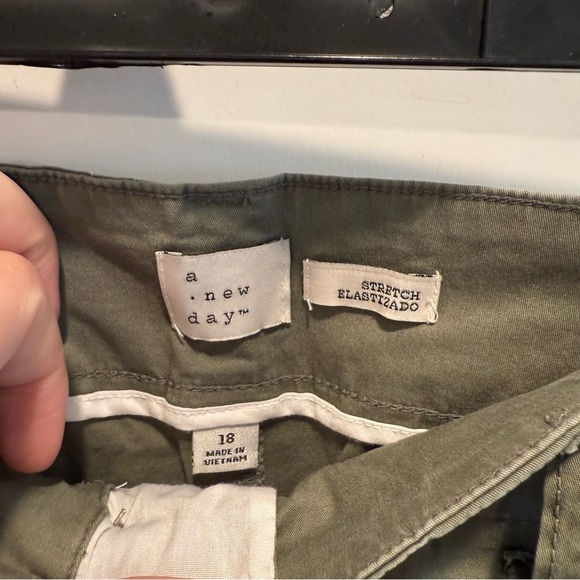 a
· new
day™
STRETCH
ELASTIZADO
18
MADE IN
VIETNAM